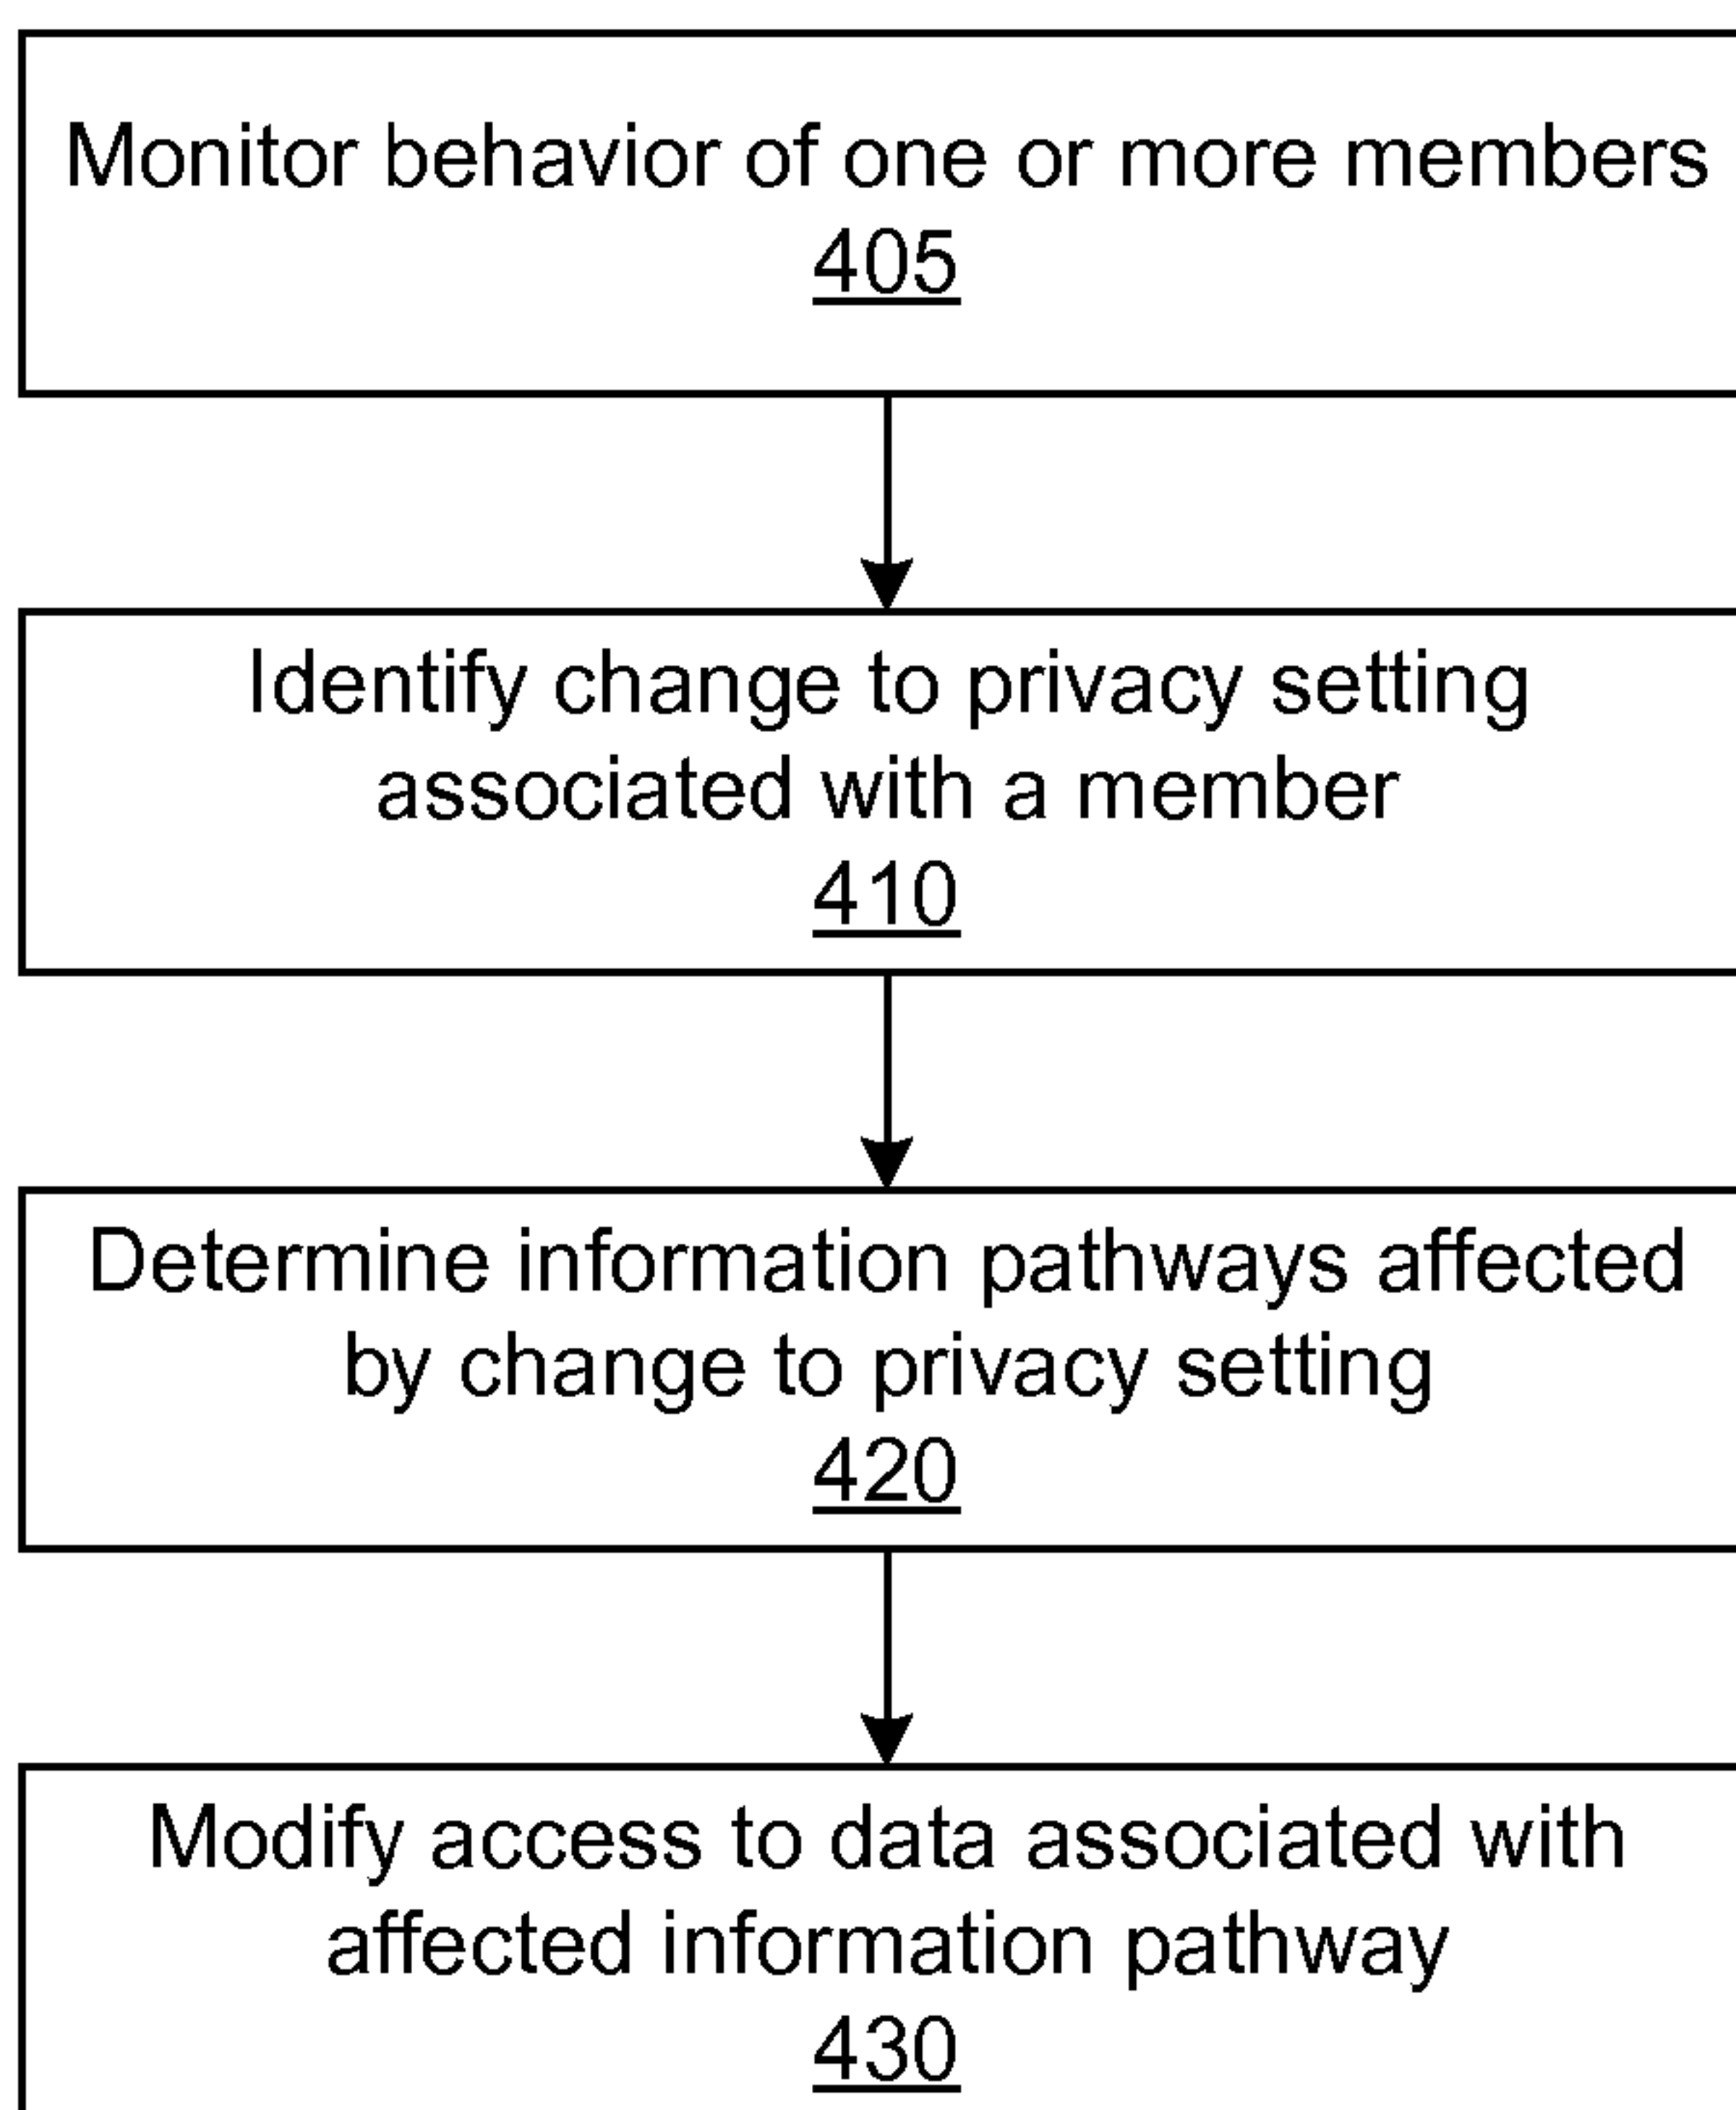 Monitor behavior of one or more members
405
Identify change to privacy setting
associated with a member
410
Determine information pathways affected
by change to privacy setting
420
Modify access to data associated with
affected information pathway
430